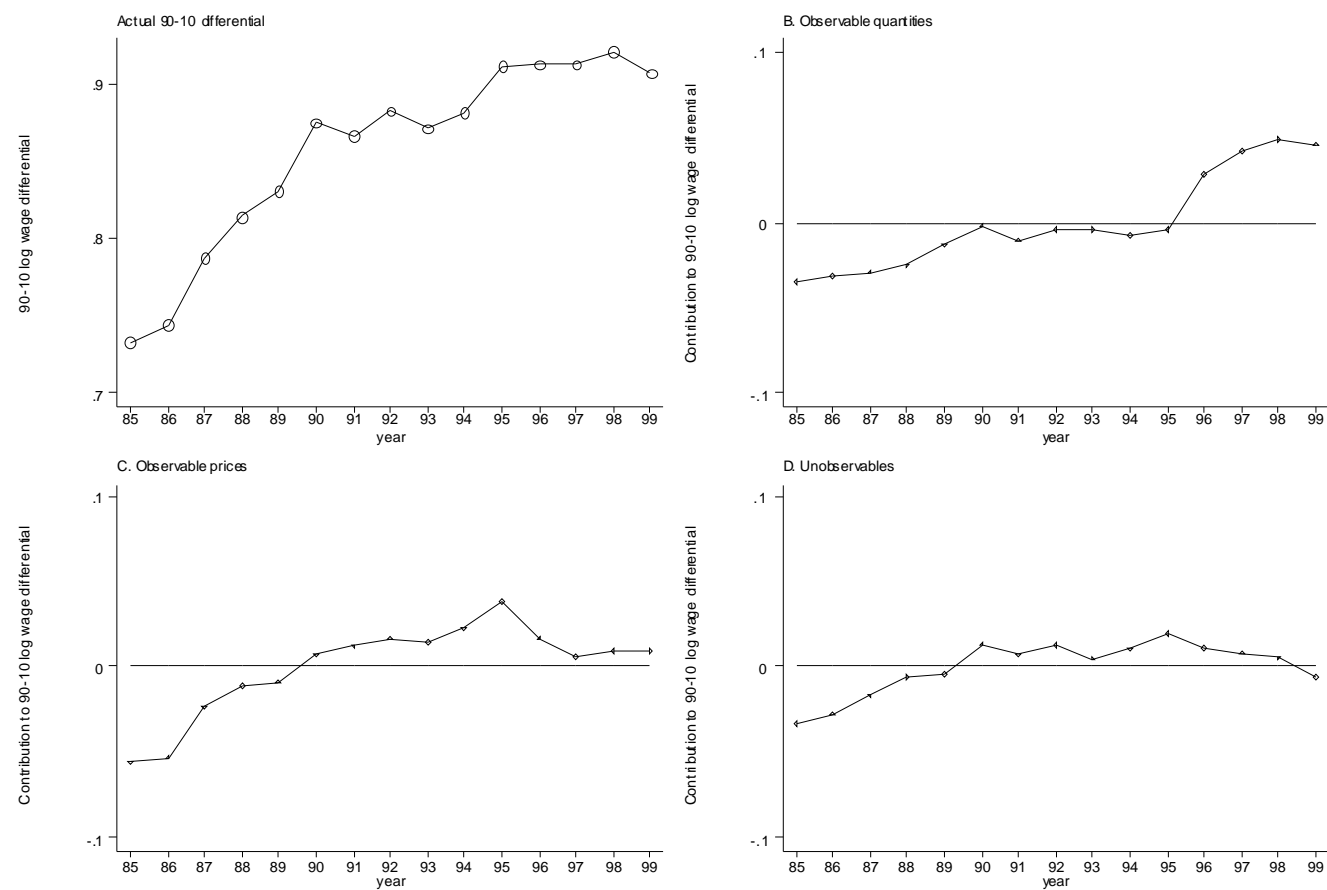 Actual 90-10 differential
90-10 log wage differential
.9
.8
.7
85 86 87 88 89 90 91 92 93 94 95 96 97 98 99
year
B. Observable quantities
Contribution to 90-10 log wage differential
.1
0
-.1
85 86 87 88 89 90 91 92 93 94 95 96 97 98 99
year
C. Observable prices
Contribution to 90-10 log wage differential
.1
0
-.1
85 86 87 88 89 90 91 92 93 94 95 96 97 98 99
year
D. Unobservables
Contribution to 90-10 log wage differential
.1
0
-.1
85 86 87 88 89 90 91 92 93 94 95 96 97 98 99
year